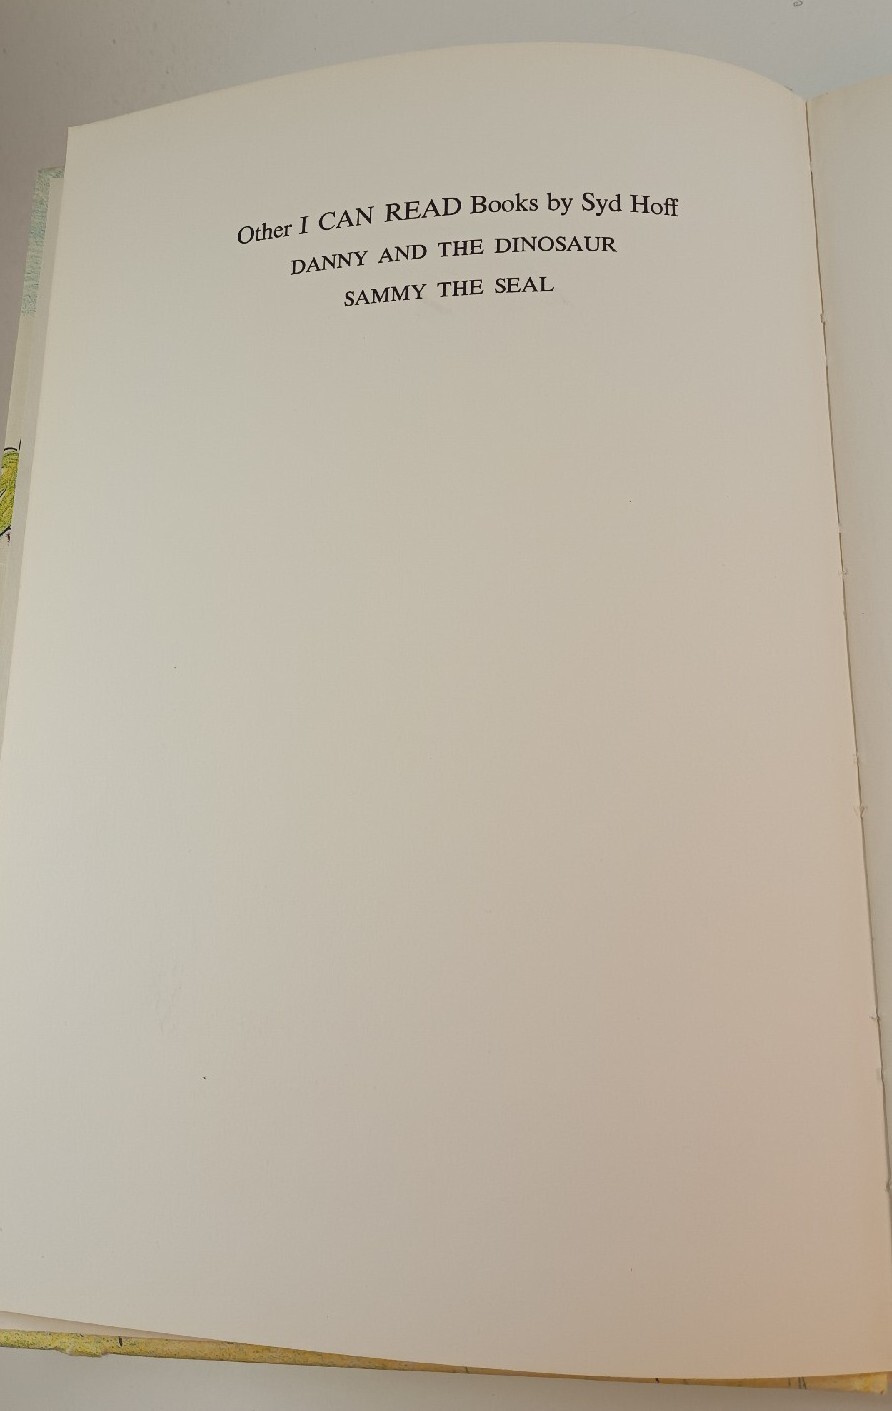 Other I CAN READ Books by Syd Hoff
DANNY AND THE DINOSAUR
SAMMY THE SEAL